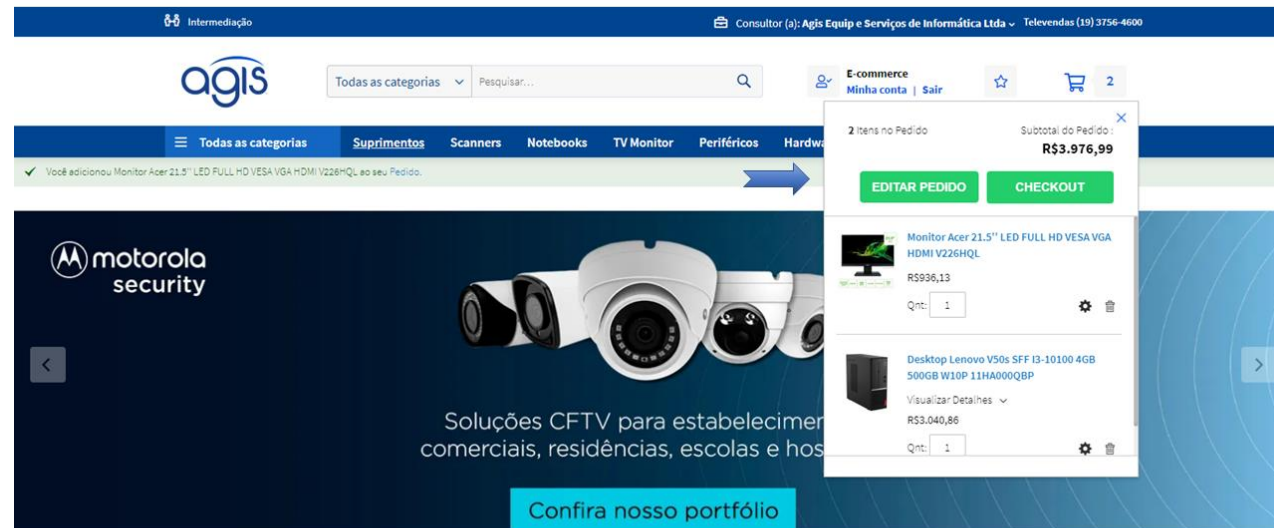 Intermediação
Consultor (a): Agis Equip e Serviços de Informática Ltda
Televendas (19) 3756-4600
agis
Todas as categorias
Pesquisar...
E-commerce
Minha conta | Sair
2
Todas as categorias
Suprimentos
Scanners
Notebooks
TV Monitor
Periféricos
Hardwa
Você adicionou Monitor Acer 21.5'' LED FULL HD VESA VGA HDMI V226HQL ao seu Pedido.
2 Itens no Pedido
Subtotal do Pedido :
R$3.976,99
EDITAR PEDIDO
CHECKOUT
Monitor Acer 21.5'' LED FULL HD VESA VGA
HDMI V226HQL
R$936,13
Qnt: 1
Desktop Lenovo V50s SFF I3-10100 4GB
500GB W10P 11HA000QBP
Visualizar Detalhes
R$3.040,86
Qnt: 1
motorola
security
Soluções CFTV para estabelecimen
comerciais, residências, escolas e hos
Confira nosso portfólio